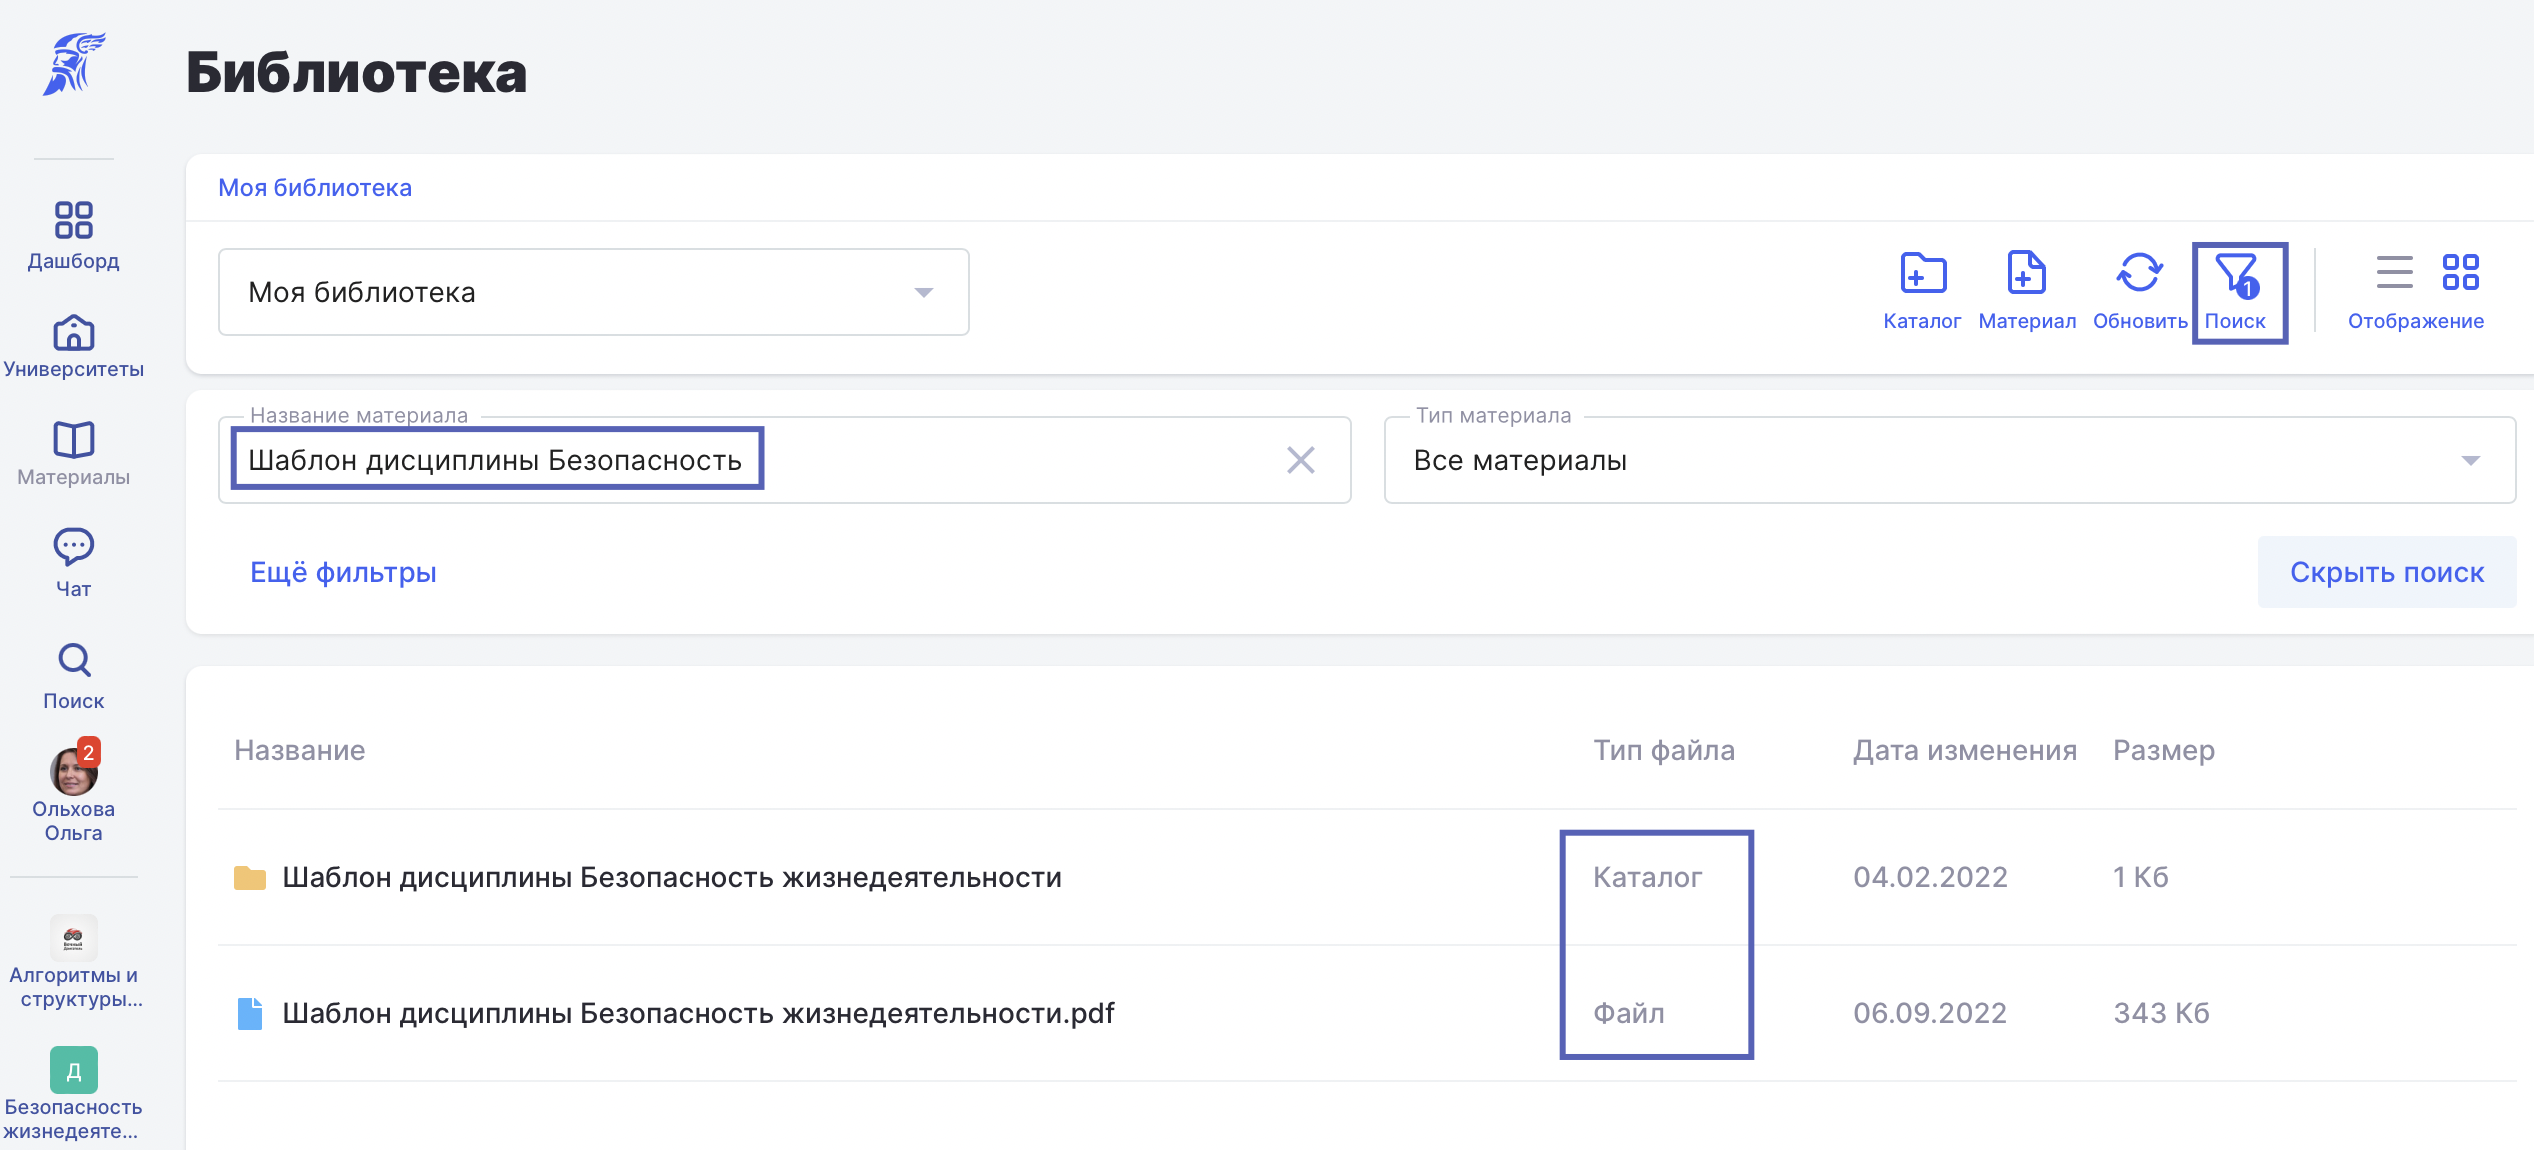 Библиотека
Моя библиотека
Моя библиотека
Каталог
Материал
Обновить
1
Поиск
Отображение
Название материала
Шаблон дисциплины Безопасность
Тип материала
Все материалы
Ещё фильтры
Скрыть поиск
Название
Тип файла
Дата изменения
Размер
Шаблон дисциплины Безопасность жизнедеятельности
Каталог
04.02.2022
1 Кб
Шаблон дисциплины Безопасность жизнедеятельности.pdf
Файл
06.09.2022
343 Кб
Дашборд
Университеты
Материалы
Чат
Поиск
2
Ольхова
Ольга
Алгоритмы и
структуры...
Д
Безопасность
жизнедеяте...